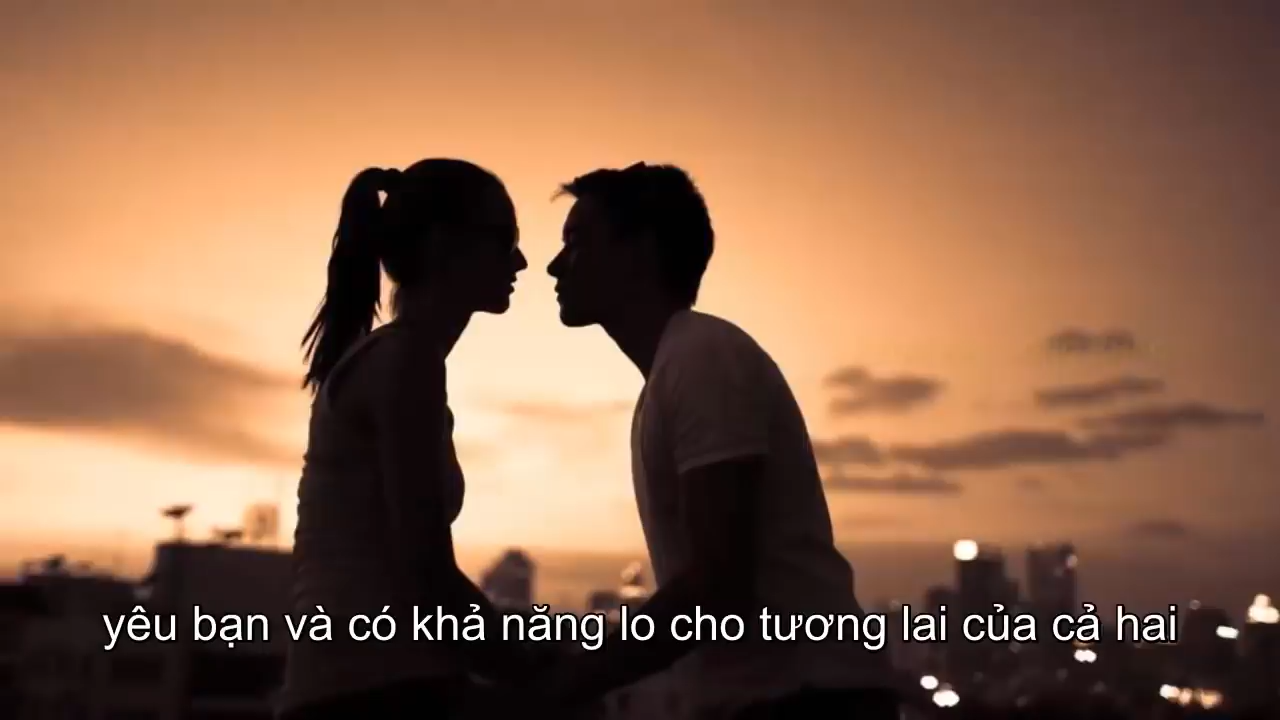 yêu bạn và có khả năng lo cho tương lai của cả hai